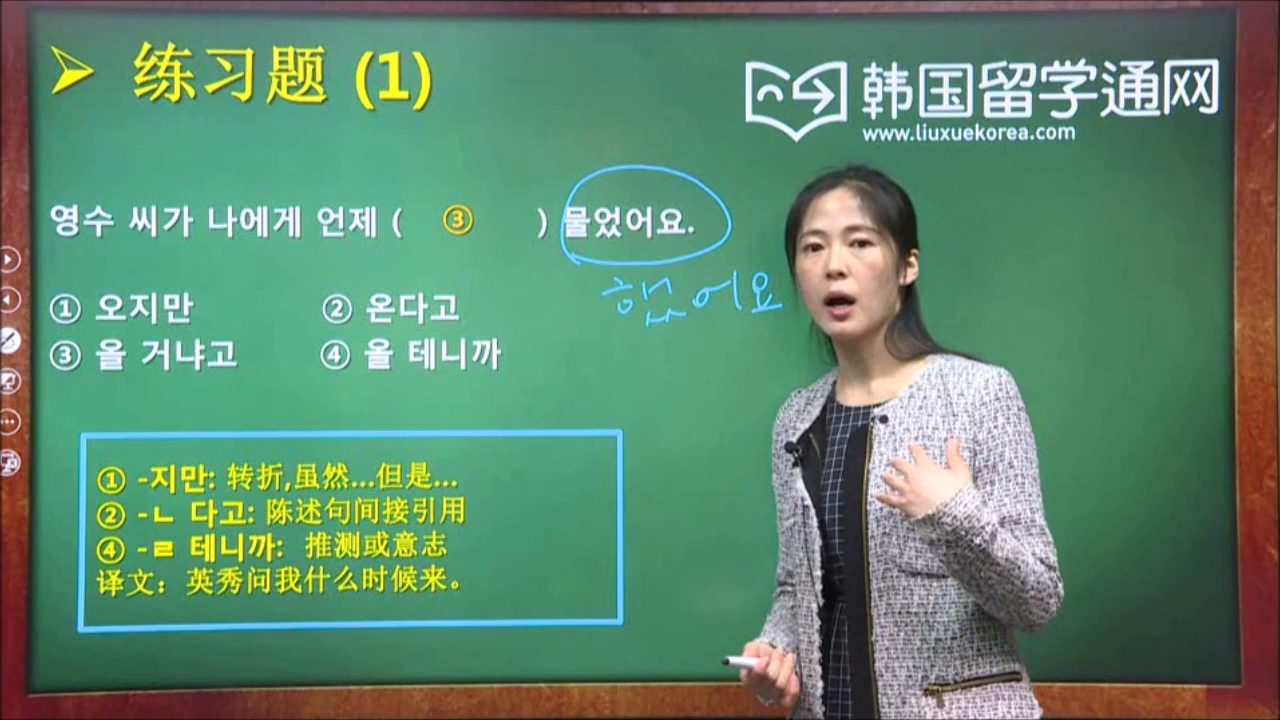 ➢ 练习题 (1)
韩国留学通网
www.liuxuekorea.com
영수 씨가 나에게 언제 ( ③ ) 물었어요.
했어요
① 오지만 ② 온다고
③ 올 거냐고 ④ 올 테니까
① -지만: 转折,虽然...但是...
② -ㄴ 다고: 陈述句间接引用
④ -ㄹ 테니까: 推测或意志
译文：英秀问我什么时候来。